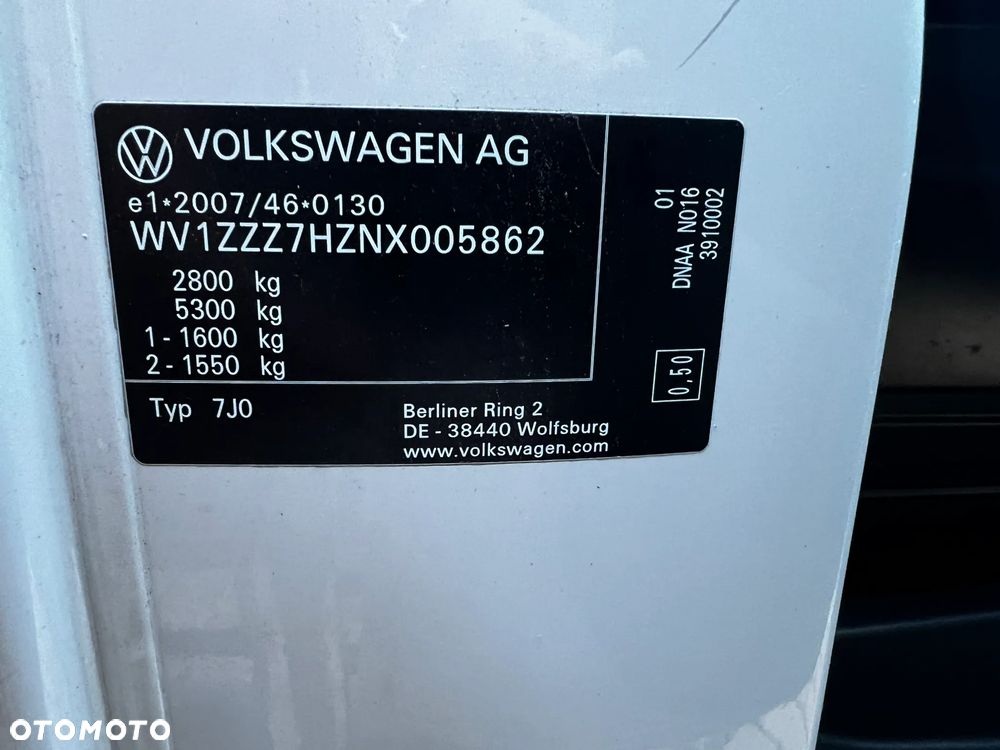 VOLKSWAGEN AG
e1*2007/46*0130
WV1ZZZ7HZNX005862
2800 kg
5300 kg
1 - 1600 kg
2 - 1550 kg
Typ 7J0
Berliner Ring 2
DE - 38440 Wolfsburg
www.volkswagen.com
01
DNAA N016
3910002
0,50
OTOMOTO